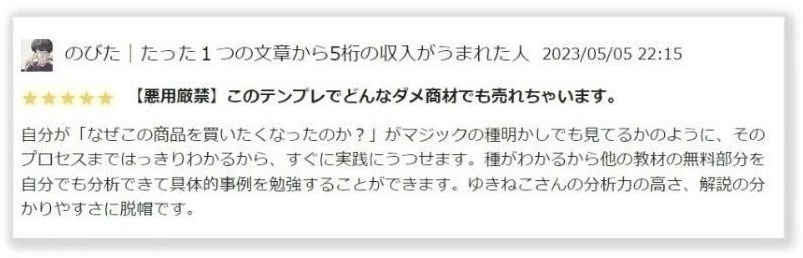 のびた｜たった１つの文章から5桁の収入がうまれた人 2023/05/05 22:15
★★★★★ 【悪用厳禁】このテンプレでどんなダメ商材でも売れちゃいます。
自分が「なぜこの商品を買いたくなったのか？」がマジックの種明かしでも見てるかのように、その
プロセスまではっきりわかるから、すぐに実践にうつせます。種がわかるから他の教材の無料部分を
自分でも分析できて具体的事例を勉強することができます。ゆきねこさんの分析力の高さ、解説の分
かりやすさに脱帽です。